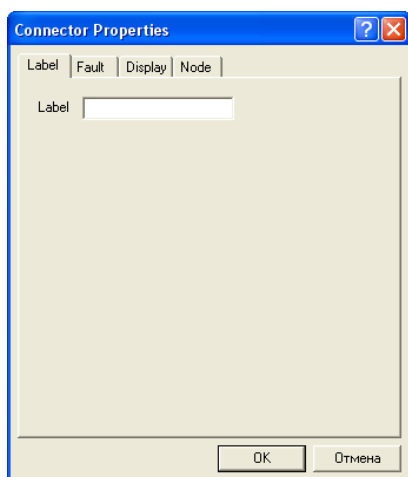 Connector Properties
Label Fault Display Node
Label
OK Отмена